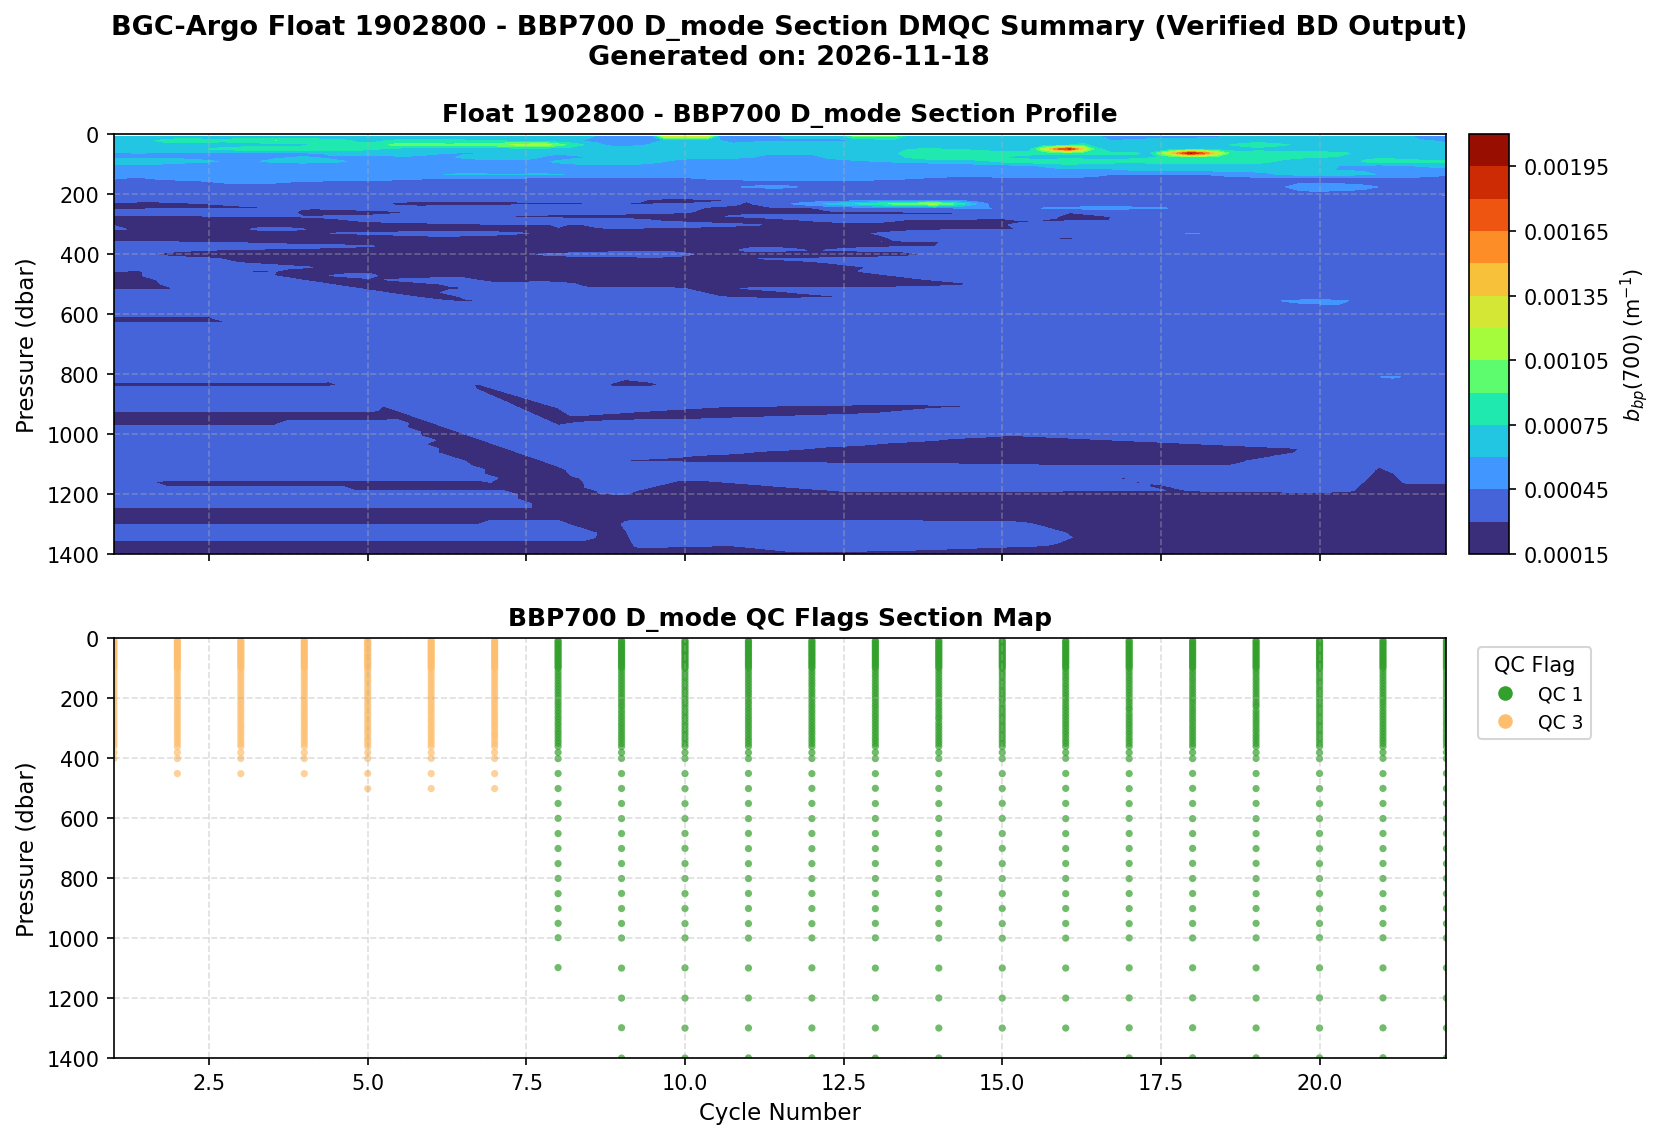 BGC-Argo Float 1902800 - BBP700 D_mode Section DMQC Summary (Verified BD Output)
Generated on: 2026-11-18
Float 1902800 - BBP700 D_mode Section Profile
Pressure (dbar)
0
200
400
600
800
1000
1200
1400
0.00195
0.00165
0.00135
0.00105
0.00075
0.00045
0.00015
b_bp(700) (m⁻¹)
BBP700 D_mode QC Flags Section Map
Pressure (dbar)
0
200
400
600
800
1000
1200
1400
2.5 5.0 7.5 10.0 12.5 15.0 17.5 20.0
Cycle Number
QC Flag
QC 1
QC 3